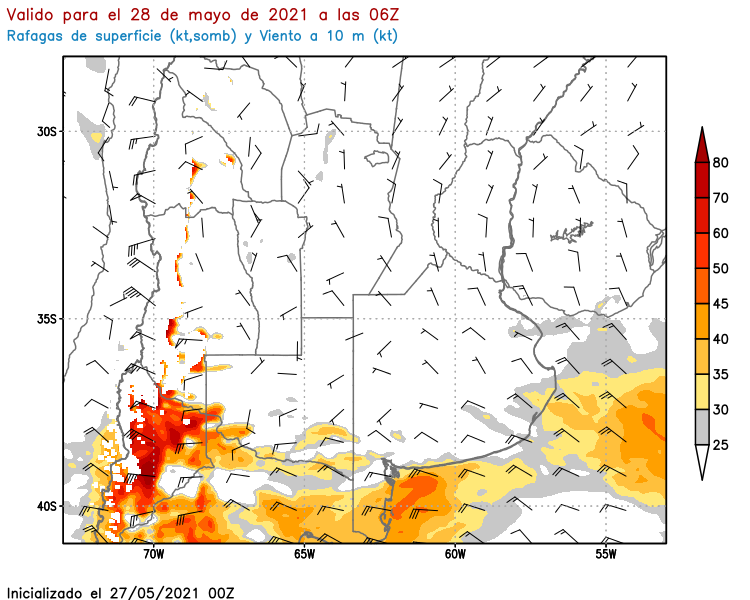 Valido para el 28 de mayo de 2021 a las 06Z
Rafagas de superficie (kt,somb) y Viento a 10 m (kt)
30S
35S
40S
70W
65W
60W
55W
80
70
60
50
45
40
35
30
25
Inicializado el 27/05/2021 00Z